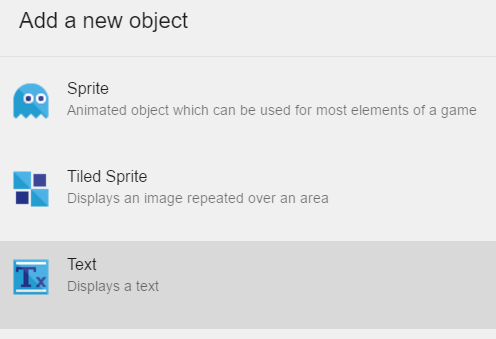 Add a new object
Sprite
Animated object which can be used for most elements of a game
Tiled Sprite
Displays an image repeated over an area
Tx
Text
Displays a text